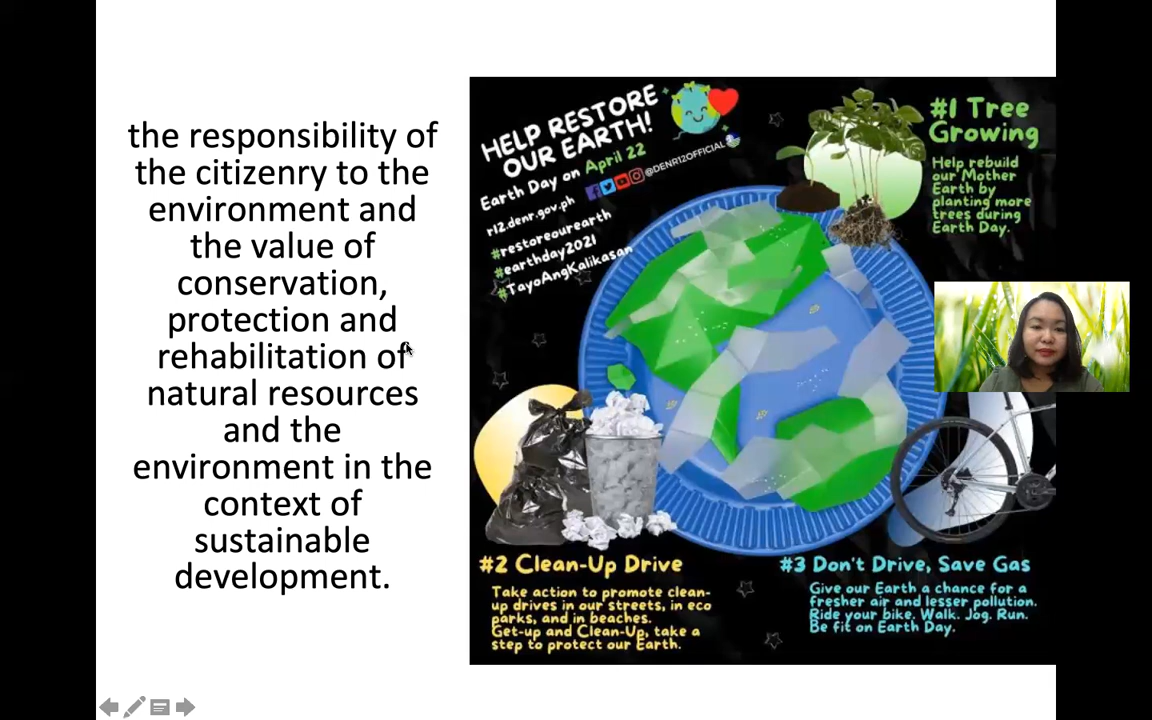 the responsibility of
the citizenry to the
environment and
the value of
conservation,
protection and
rehabilitation of
natural resources
and the
environment in the
context of
sustainable
development.
HELP RESTORE
OUR EARTH!
Earth Day on April 22
@DENR12OFFICIAL
r12.denr.gov.ph
#restoreourearth
#earthday2021
#TayoAngKalikasan
#1 Tree
Growing
Help rebuild
our Mother
Earth by
planting more
trees during
Earth Day.
#2 Clean-Up Drive
Take action to promote clean-
up drives in our streets, in eco
parks, and in beaches.
Get-up and Clean-Up, take a
step to protect our Earth.
#3 Don't Drive, Save Gas
Give our Earth a chance for a
fresher air and lesser pollution.
Ride your bike. Walk. Jog. Run.
Be fit on Earth Day.